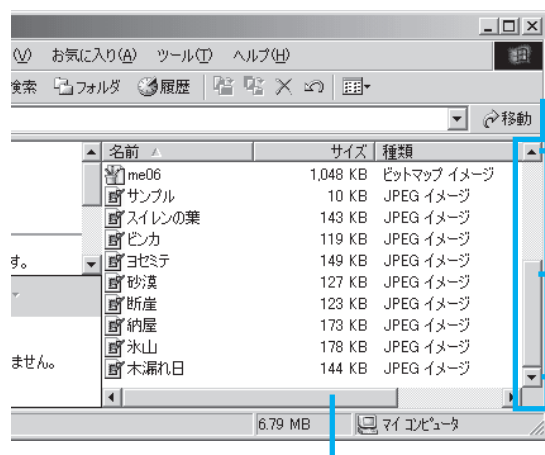 (V) お気に入り(A) ツール(T) ヘルプ(H)
検索 フォルダ 履歴
移動
名前 サイズ 種類
me06 1,048 KB ビットマップ イメージ
サンプル 10 KB JPEG イメージ
スイレンの葉 143 KB JPEG イメージ
ビンカ 119 KB JPEG イメージ
ヨセミテ 149 KB JPEG イメージ
す。
砂漠 127 KB JPEG イメージ
断崖 123 KB JPEG イメージ
納屋 173 KB JPEG イメージ
氷山 178 KB JPEG イメージ
ません。
木漏れ日 144 KB JPEG イメージ
6.79 MB マイ コンピュータ